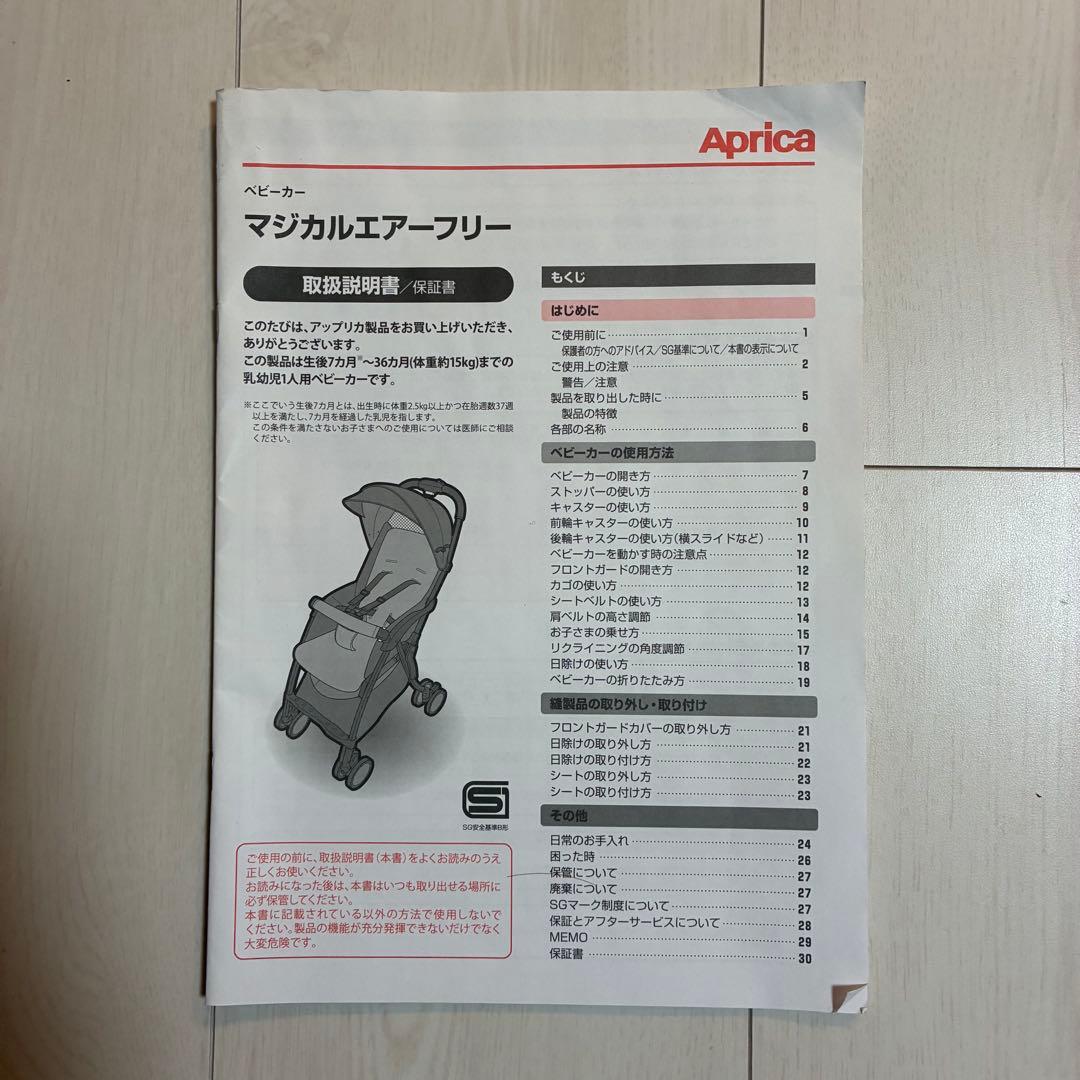 Aprica
ベビーカー
マジカルエアーフリー
取扱説明書/保証書
このたびは、アップリカ製品をお買い上げいただき、
ありがとうございます。
この製品は生後7カ月※〜36カ月(体重約15kg)までの
乳幼児1人用ベビーカーです。
※ここでいう生後7カ月とは、出生時に体重2.5kg以上かつ在胎週数37週
以上を満たし、7カ月を経過した乳児を指します。
この条件を満たさないお子さまへのご使用については医師にご相談
ください。
SG安全基準B形
ご使用の前に、取扱説明書(本書)をよくお読みのうえ
正しくお使いください。
お読みになった後は、本書はいつも取り出せる場所に
必ず保管してください。
本書に記載されている以外の方法で使用しないで
ください。製品の機能が充分発揮できないだけでなく
大変危険です。
もくじ
はじめに
ご使用前に 1
保護者の方へのアドバイス/SG基準について/本書の表示について
ご使用上の注意 2
警告/注意
製品を取り出した時に 5
製品の特徴
各部の名称 6
ベビーカーの使用方法
ベビーカーの開き方 7
ストッパーの使い方 8
キャスターの使い方 9
前輪キャスターの使い方 10
後輪キャスターの使い方(横スライドなど) 11
ベビーカーを動かす時の注意点 12
フロントガードの開き方 12
カゴの使い方 12
シートベルトの使い方 13
肩ベルトの高さ調節 14
お子さまの乗せ方 15
リクライニングの角度調節 17
日除けの使い方 18
ベビーカーの折りたたみ方 19
縫製品の取り外し・取り付け
フロントガードカバーの取り外し方 21
日除けの取り外し方 21
日除けの取り付け方 22
シートの取り外し方 23
シートの取り付け方 23
その他
日常のお手入れ 24
困った時 26
保管について 27
廃棄について 27
SGマーク制度について 27
保証とアフターサービスについて 28
MEMO 29
保証書 30